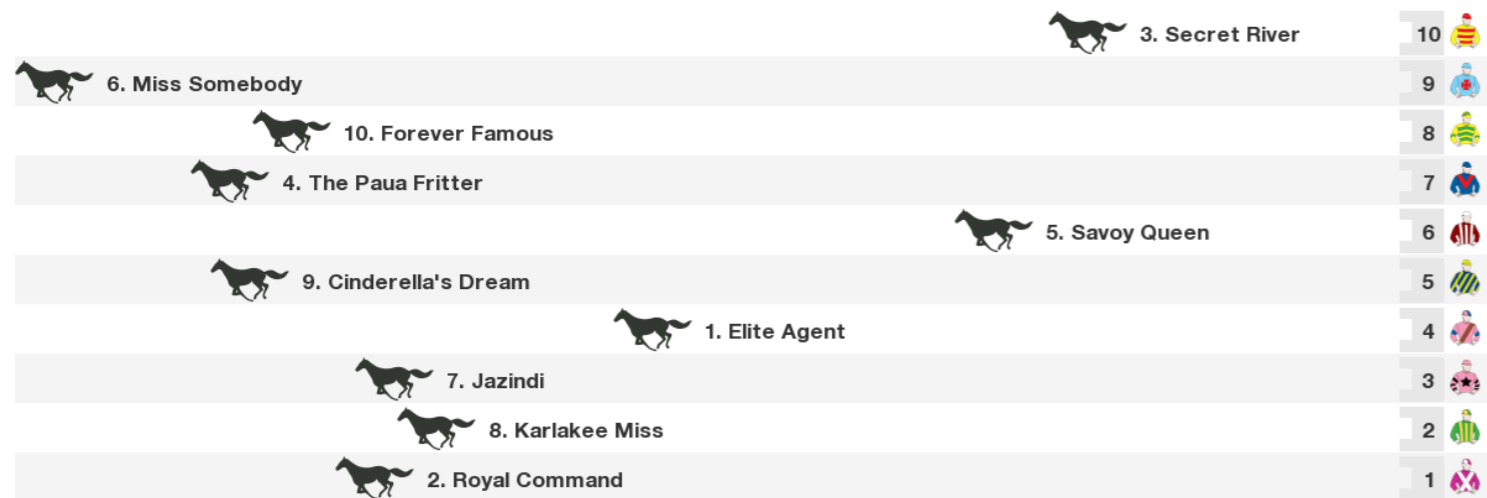 3. Secret River 10
6. Miss Somebody 9
10. Forever Famous 8
4. The Paua Fritter 7
5. Savoy Queen 6
9. Cinderella's Dream 5
1. Elite Agent 4
7. Jazindi 3
8. Karlakee Miss 2
2. Royal Command 1